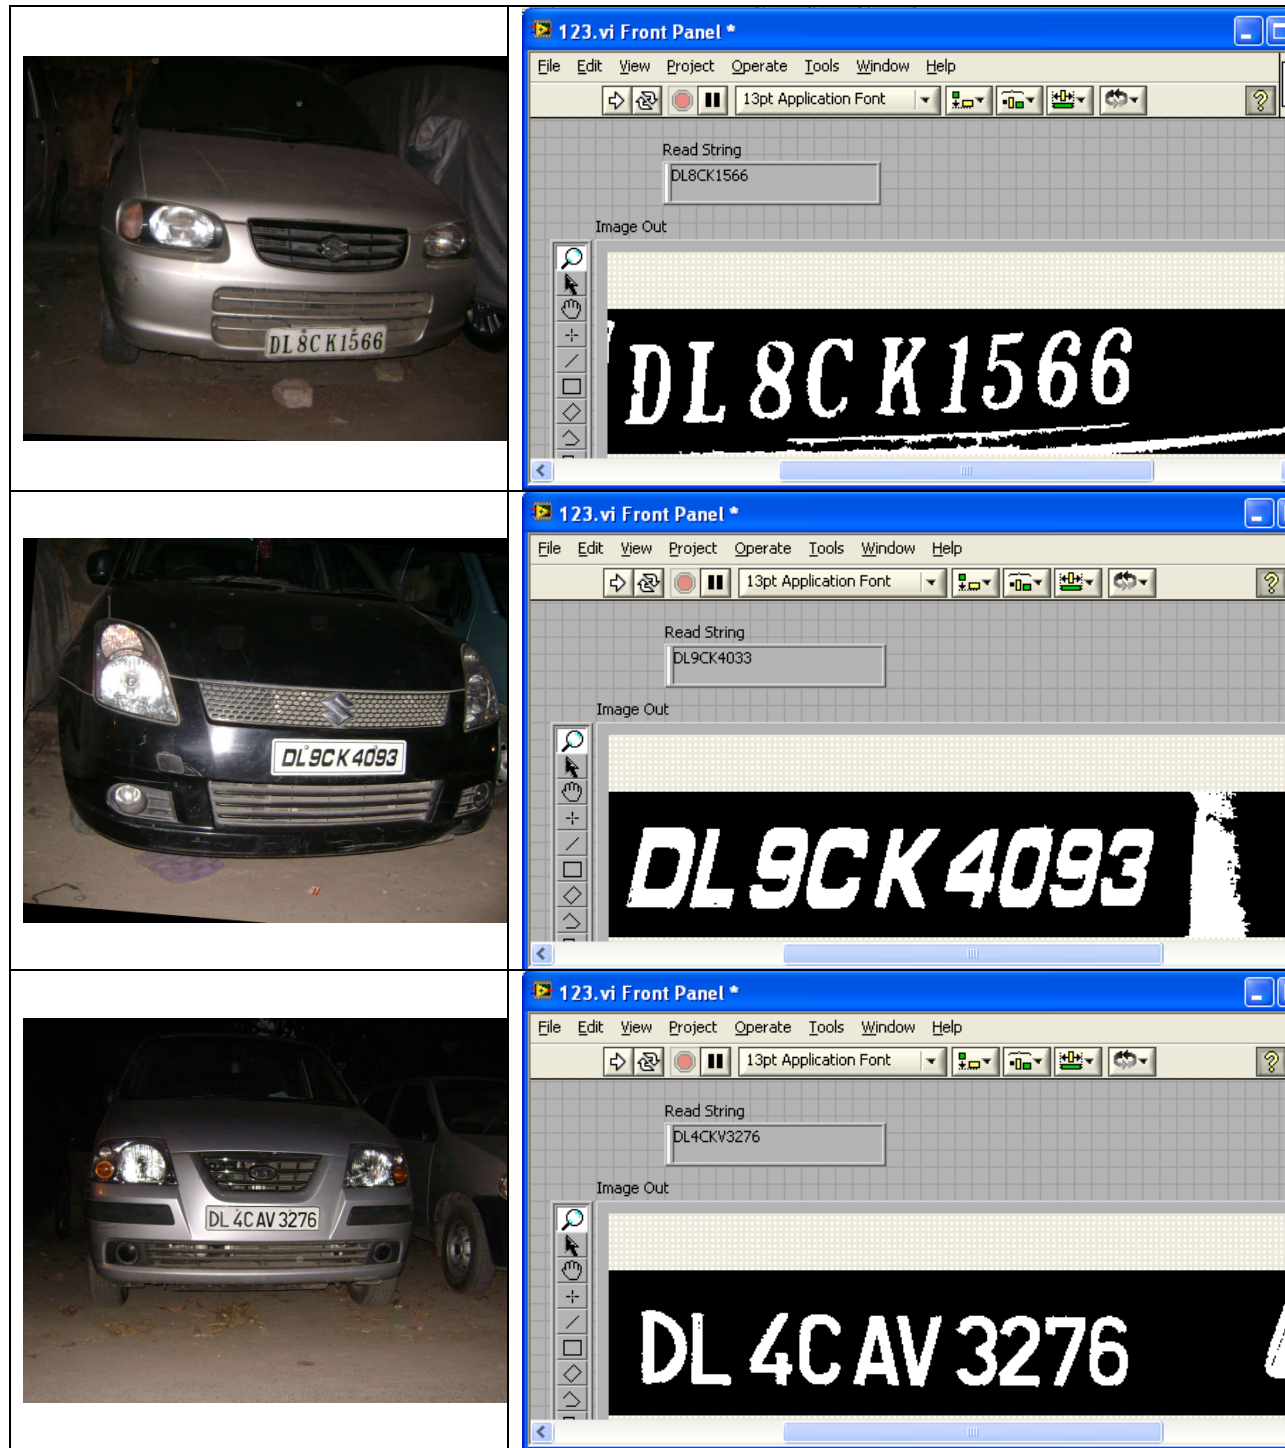 DL 8C K1566
123.vi Front Panel *
File Edit View Project Operate Tools Window Help
13pt Application Font
?
Read String
DL8CK1566
Image Out
DL 8C K1566
DL 9C K 4093
123.vi Front Panel *
File Edit View Project Operate Tools Window Help
13pt Application Font
?
Read String
DL9CK4033
Image Out
DL 9C K 4093
DL 4C AV 3276
123.vi Front Panel *
File Edit View Project Operate Tools Window Help
13pt Application Font
?
Read String
DL4CKV3276
Image Out
DL 4C AV 3276